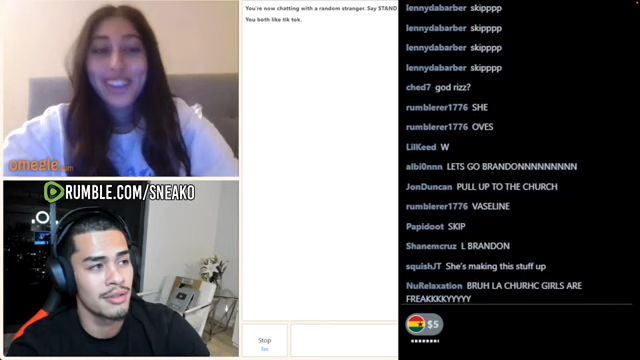 You're now chatting with a random stranger. Say STAND
You both like tik tok.
omegle.com
RUMBLE.COM/SNEAKO
Stop
Esc
lennydabarber skipppp
lennydabarber skipppp
lennydabarber skipppp
lennydabarber skipppp
ched7 god rizz?
rumblerer1776 SHE
rumblerer1776 OVES
LilKeed W
albi0nnn LETS GO BRANDONNNNNNNNN
JonDuncan PULL UP TO THE CHURCH
rumblerer1776 VASELINE
Papidoot SKIP
Shanemcruz L BRANDON
squishJT She's making this stuff up
NuRelaxation BRUH LA CHURHC GIRLS ARE
FREAKKKKYYYYY
$5